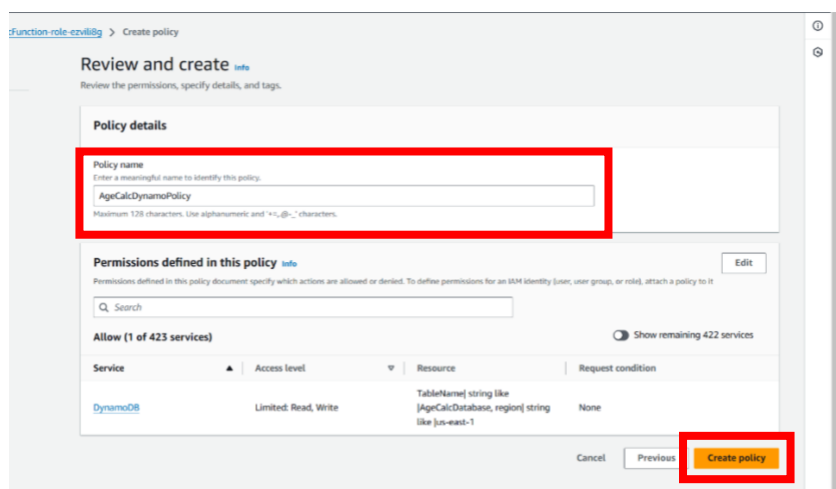 :Function-role-ezvili8g > Create policy
Review and create Info
Review the permissions, specify details, and tags.
Policy details
Policy name
Enter a meaningful name to identify this policy.
AgeCalcDynamoPolicy
Maximum 128 characters. Use alphanumeric and '+=,.@-_' characters.
Permissions defined in this policy Info
Edit
Permissions defined in this policy document specify which actions are allowed or denied. To define permissions for an IAM identity (user, user group, or role), attach a policy to it
Search
Allow (1 of 423 services)
Show remaining 422 services
Service Access level Resource Request condition
TableName| string like
DynamoDB Limited: Read, Write |AgeCalcDatabase, region| string None
like |us-east-1
Cancel Previous Create policy